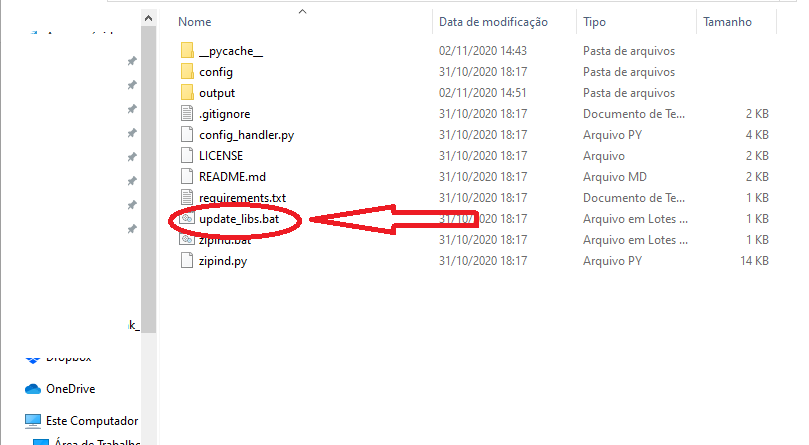 Nome Data de modificação Tipo Tamanho
__pycache__ 02/11/2020 14:43 Pasta de arquivos
config 31/10/2020 18:17 Pasta de arquivos
output 02/11/2020 14:51 Pasta de arquivos
.gitignore 31/10/2020 18:17 Documento de Te... 2 KB
config_handler.py 31/10/2020 18:17 Arquivo PY 4 KB
LICENSE 31/10/2020 18:17 Arquivo 2 KB
README.md 31/10/2020 18:17 Arquivo MD 2 KB
requirements.txt 31/10/2020 18:17 Documento de Te... 1 KB
update_libs.bat 31/10/2020 18:17 Arquivo em Lotes ... 1 KB
zipind.bat 31/10/2020 18:17 Arquivo em Lotes ... 1 KB
zipind.py 31/10/2020 18:17 Arquivo PY 14 KB
k_
Dropbox
OneDrive
Este Computador
Área de Trabalho